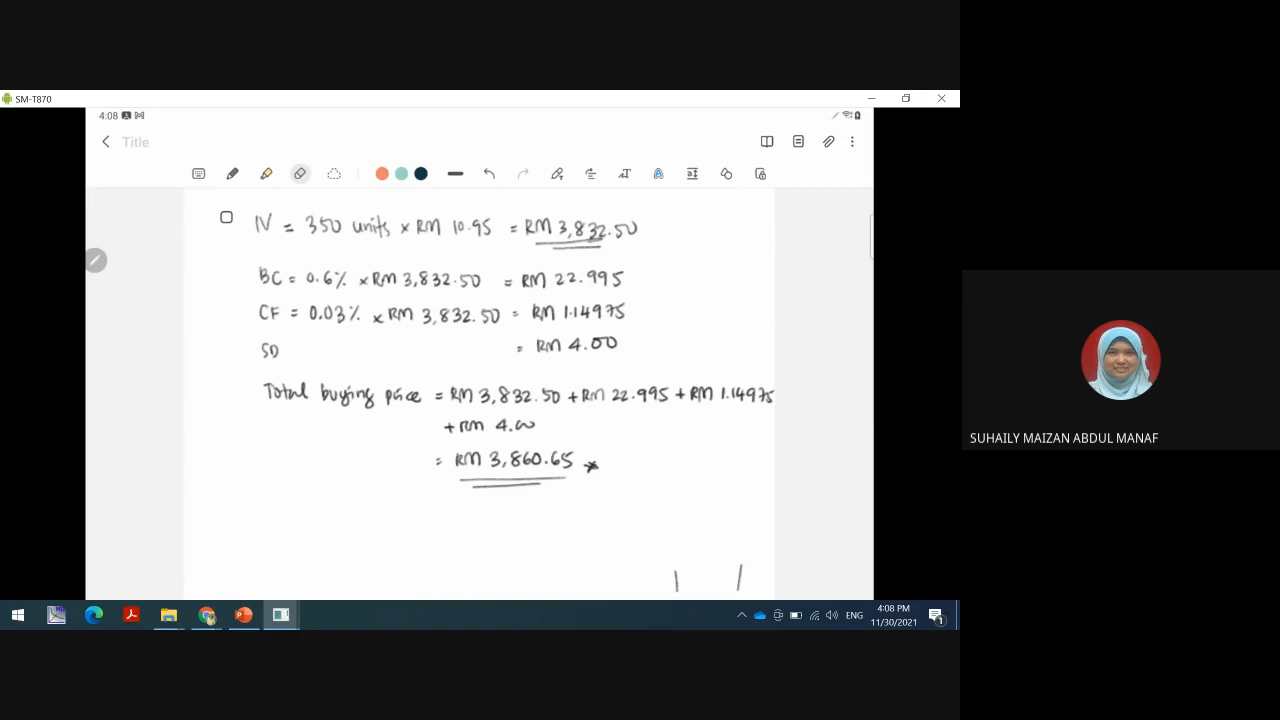 SM-T870
4:08
Title
IV = 350 units × RM 10.95 = RM 3,832.50
BC = 0.6% × RM 3,832.50 = RM 22.995
CF = 0.03% × RM 3,832.50 = RM 1.14975
SD = RM 4.00
Total buying price = RM 3,832.50 + RM 22.995 + RM 1.14975
+ RM 4.00
= RM 3,860.65 *
SUHAILY MAIZAN ABDUL MANAF
ENG
4:08 PM
11/30/2021
1